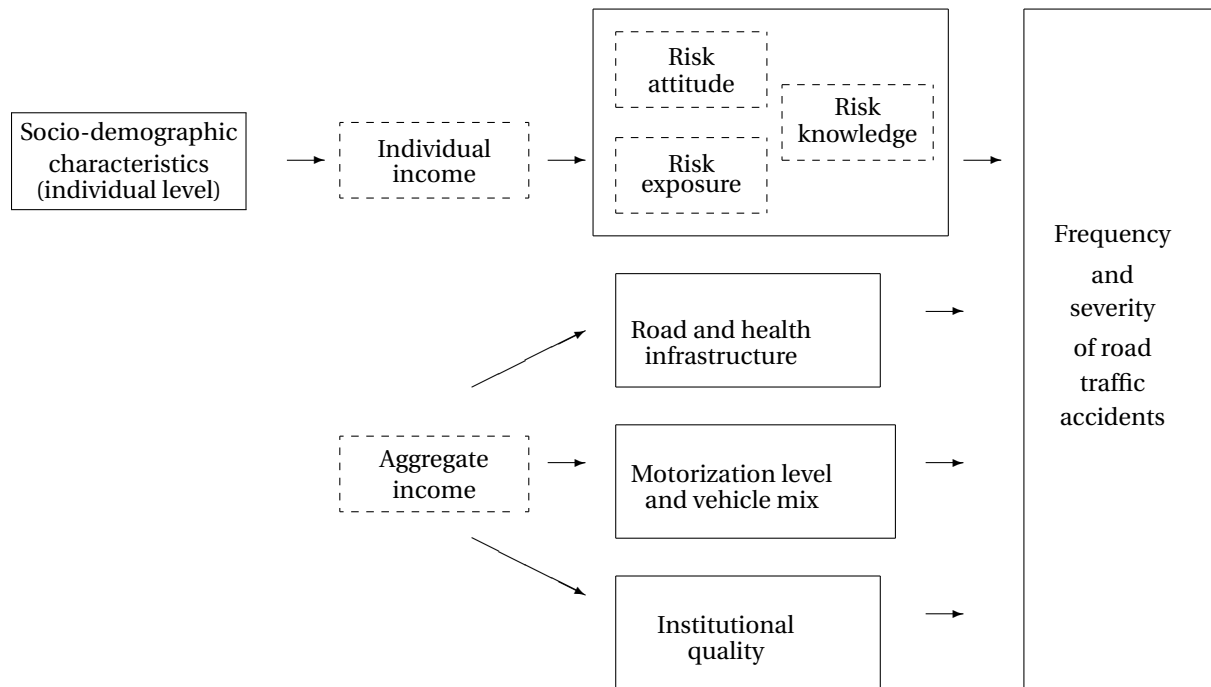 Socio-demographic
characteristics
(individual level)
Individual
income
Risk
attitude
Risk
knowledge
Risk
exposure
Road and health
infrastructure
Aggregate
income
Motorization level
and vehicle mix
Institutional
quality
Frequency
and
severity
of road
traffic
accidents